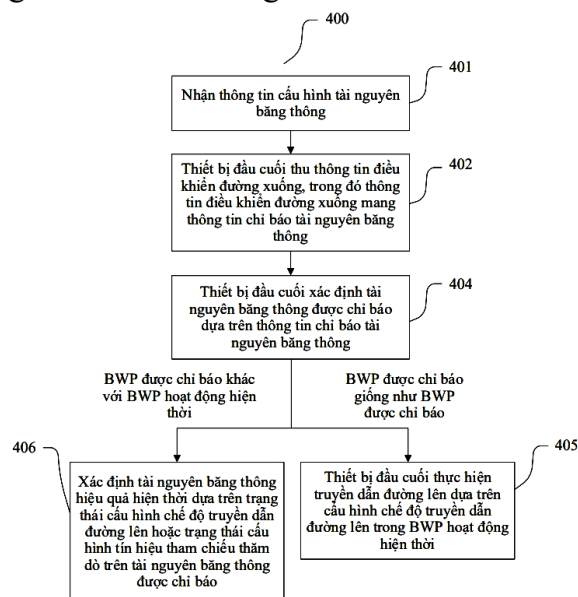 400
401
Nhận thông tin cấu hình tài nguyên
băng thông
402
Thiết bị đầu cuối thu thông tin điều
khiển đường xuống, trong đó thông
tin điều khiển đường xuống mang
thông tin chỉ báo tài nguyên băng
thông
404
Thiết bị đầu cuối xác định tài
nguyên băng thông được chỉ báo
dựa trên thông tin chỉ báo tài
nguyên băng thông
BWP được chỉ báo khác
với BWP hoạt động hiện
thời
BWP được chỉ báo
giống như BWP
được chỉ báo
406
Xác định tài nguyên băng thông
hiệu quả hiện thời dựa trên trạng
thái cấu hình chế độ truyền dẫn
đường lên hoặc trạng thái cấu
hình tín hiệu tham chiếu thăm
dò trên tài nguyên băng thông
được chỉ báo
405
Thiết bị đầu cuối thực hiện
truyền dẫn đường lên dựa trên
cấu hình chế độ truyền dẫn
đường lên trong BWP hoạt động
hiện thời